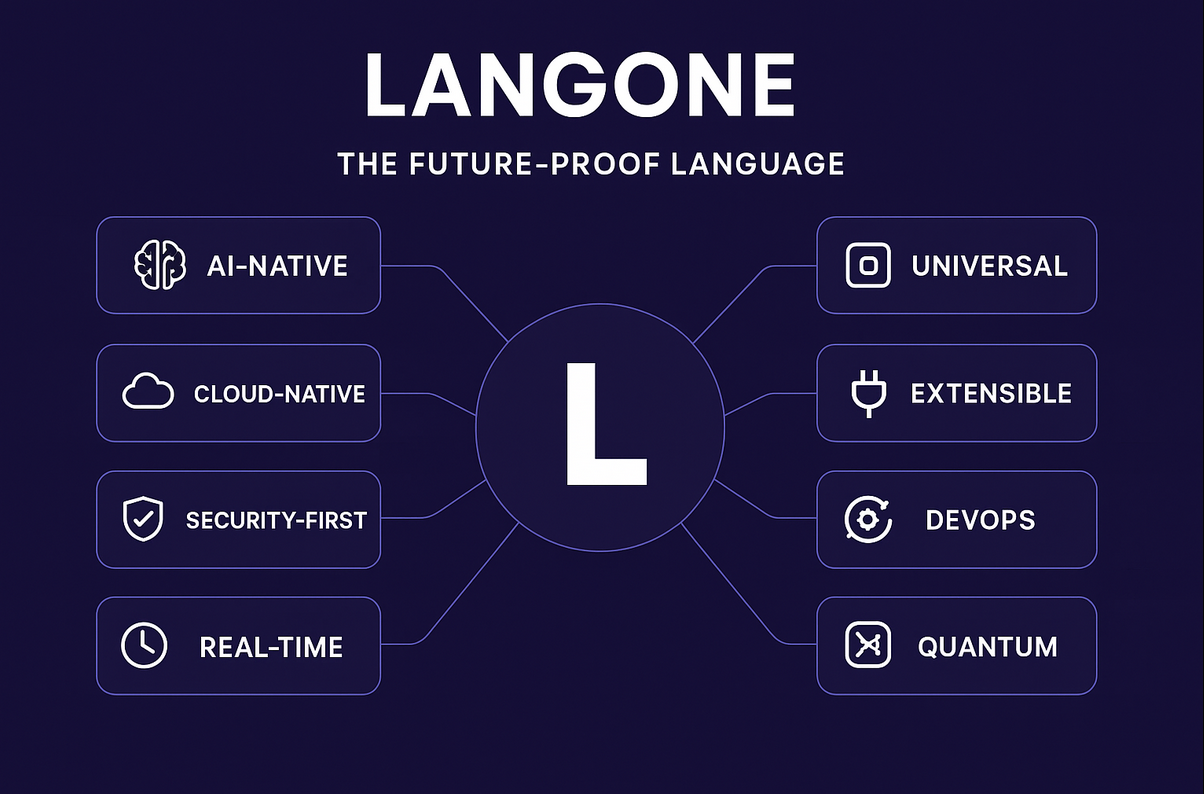 LANGONE
THE FUTURE-PROOF LANGUAGE
AI-NATIVE
CLOUD-NATIVE
SECURITY-FIRST
REAL-TIME
L
UNIVERSAL
EXTENSIBLE
DEVOPS
QUANTUM